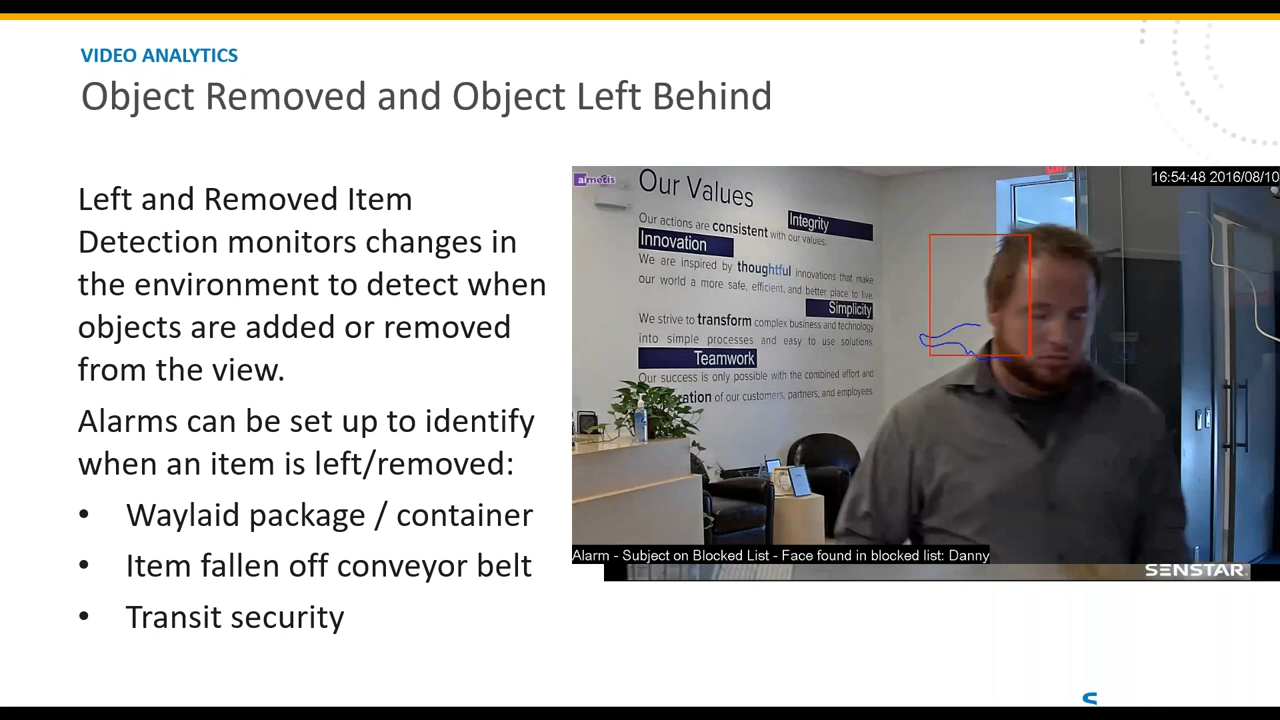 VIDEO ANALYTICS
Object Removed and Object Left Behind
Left and Removed Item
Detection monitors changes in
the environment to detect when
objects are added or removed
from the view.
Alarms can be set up to identify
when an item is left/removed:
• Waylaid package / container
• Item fallen off conveyor belt
• Transit security
aimetis
16:54:48 2016/08/10
Our Values
Integrity
Our actions are consistent with our values.
Innovation
We are inspired by thoughtful innovations that make
our world a more safe, efficient, and better place to live.
Simplicity
We strive to transform complex business and technology
into simple processes and easy to use solutions.
Teamwork
Our success is only possible with the combined effort and
of our customers, partners, and employees.
Alarm - Subject on Blocked List - Face found in blocked list: Danny
SENSTAR